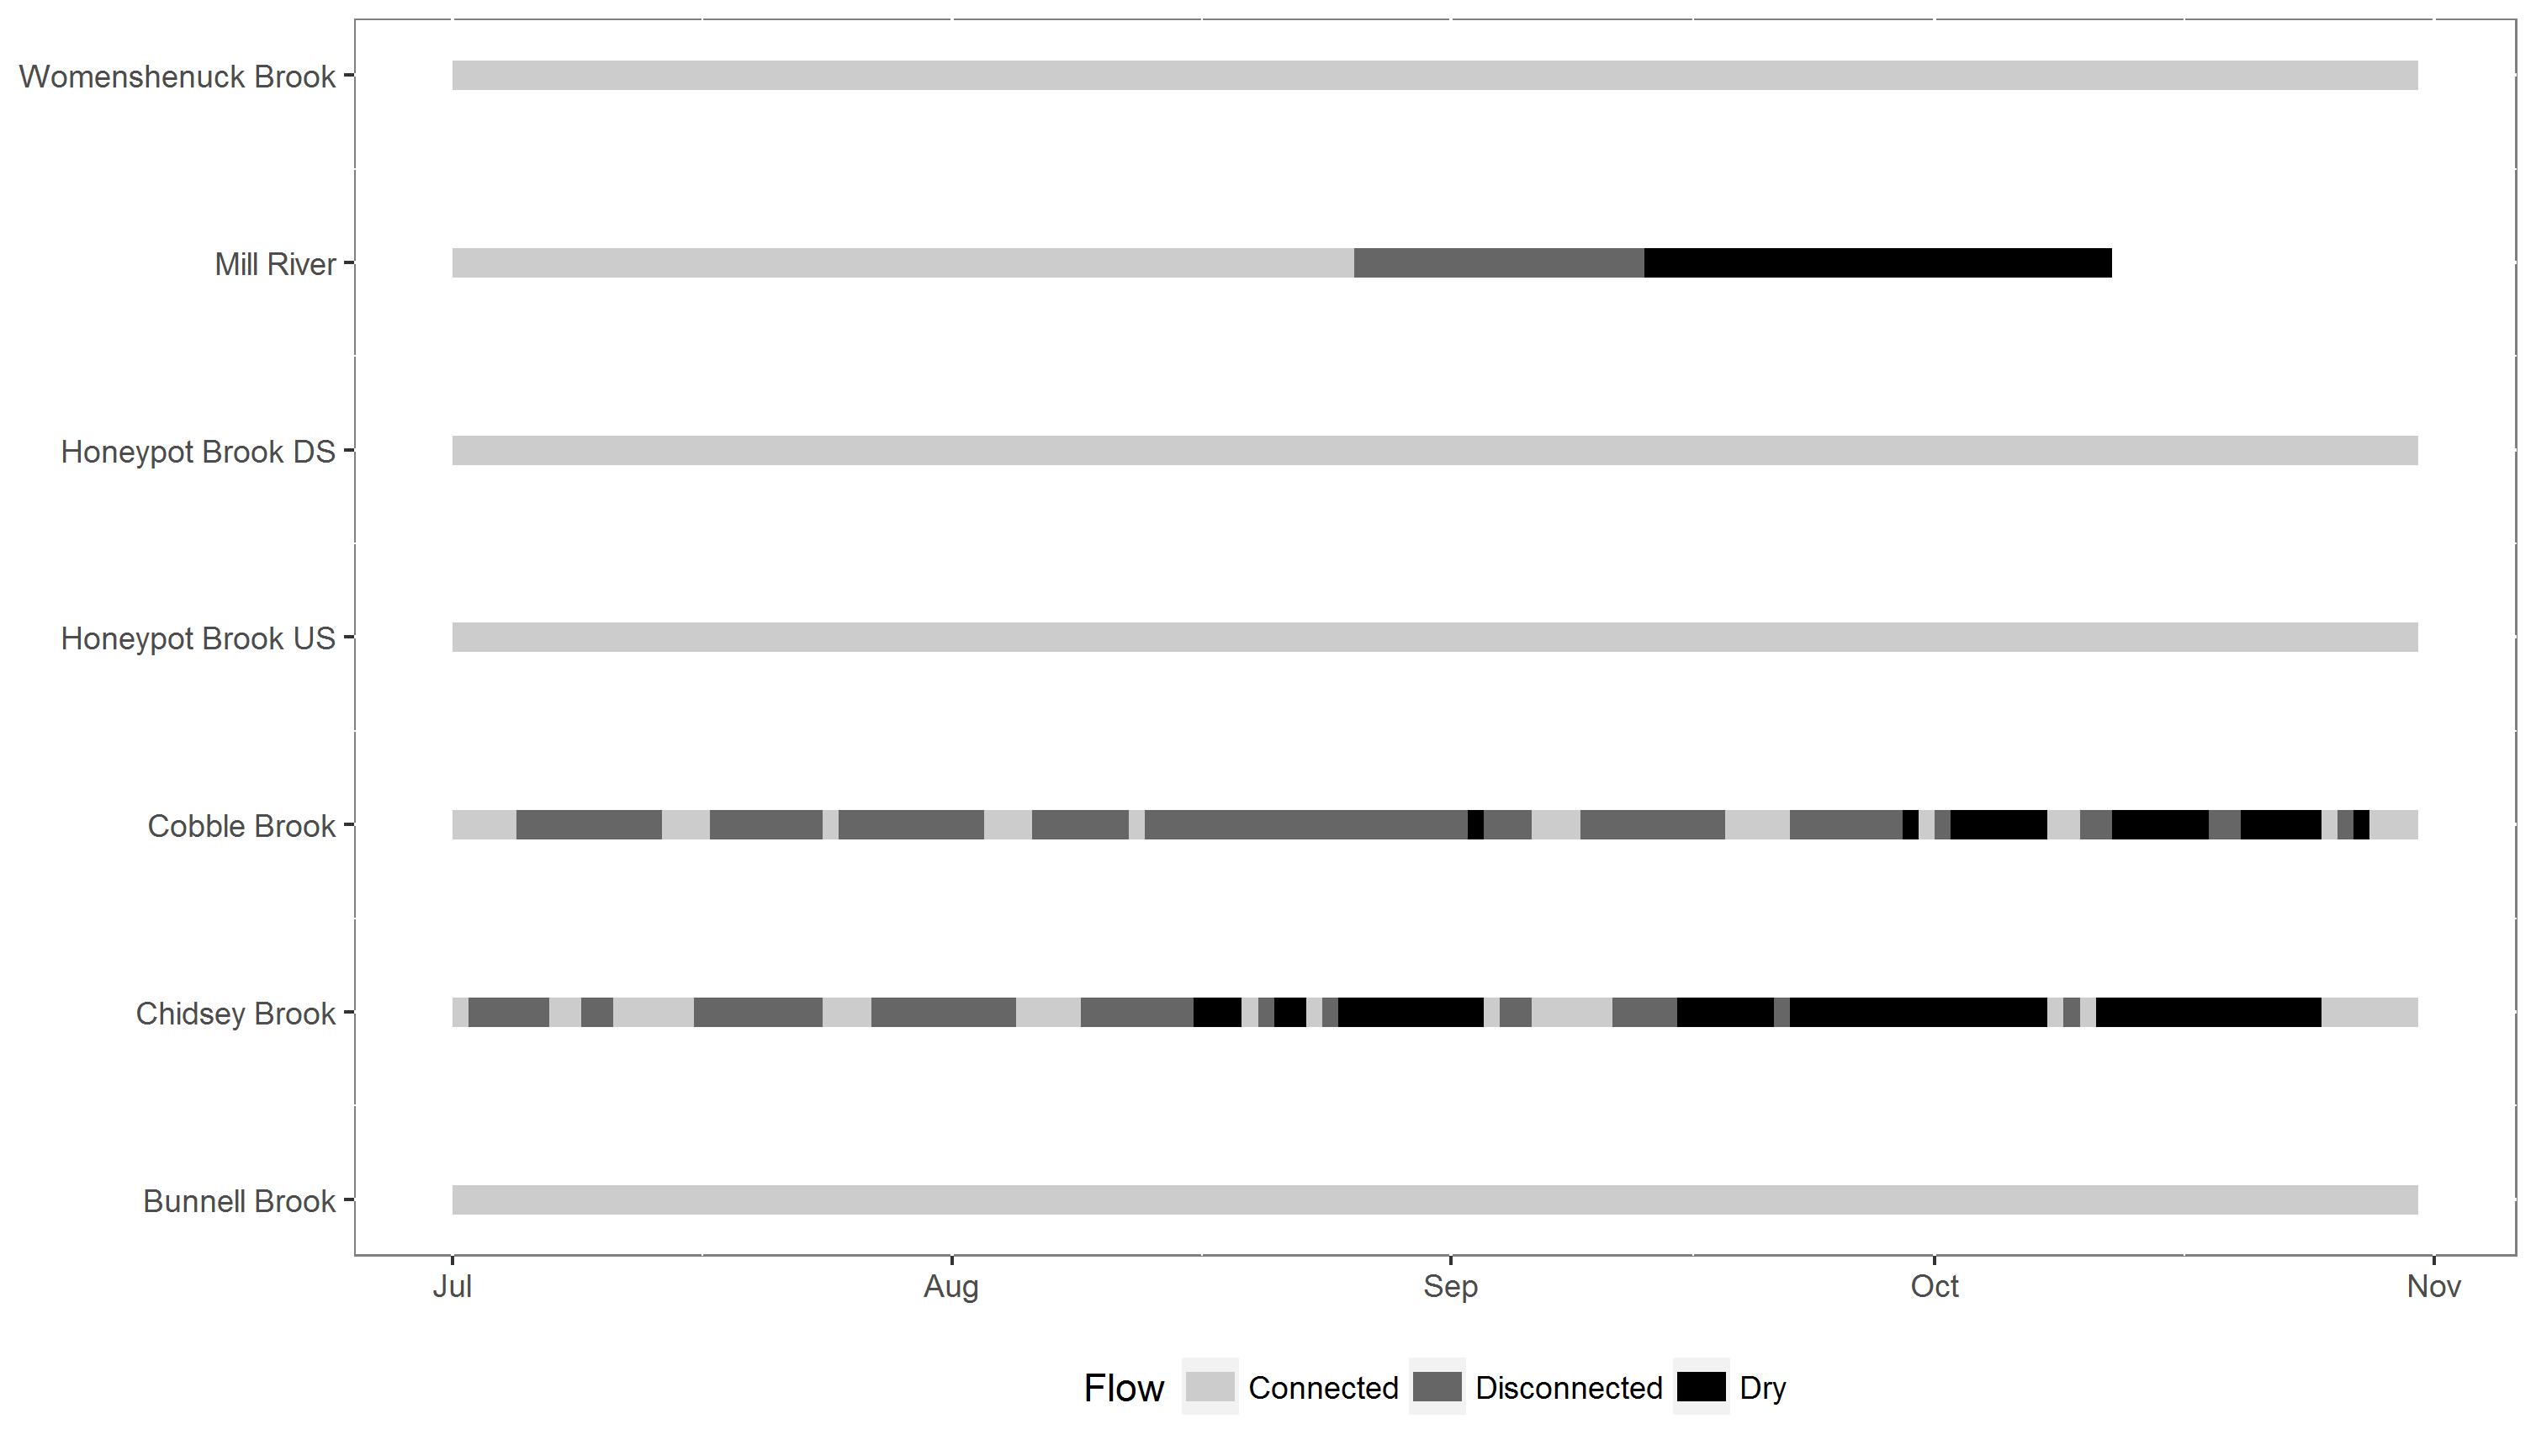 Womenshenuck Brook
Mill River
Honeypot Brook DS
Honeypot Brook US
Cobble Brook
Chidsey Brook
Bunnell Brook
Jul Aug Sep Oct Nov
Flow Connected Disconnected Dry